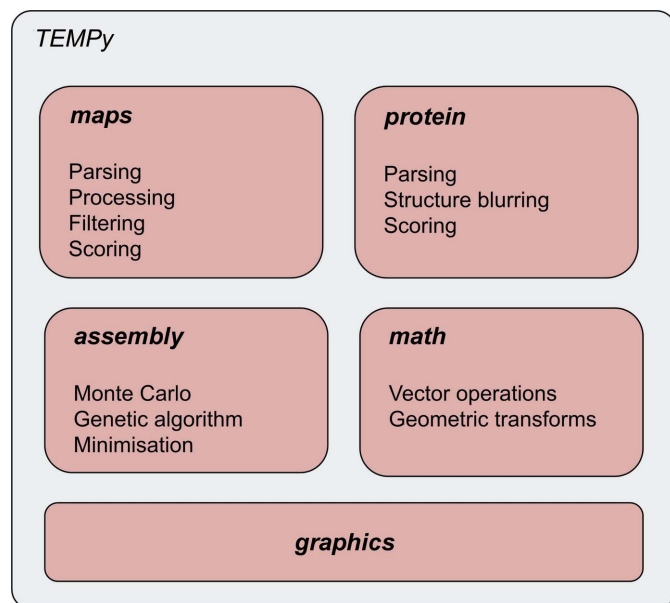 TEMPy
maps
Parsing
Processing
Filtering
Scoring
protein
Parsing
Structure blurring
Scoring
assembly
Monte Carlo
Genetic algorithm
Minimisation
math
Vector operations
Geometric transforms
graphics